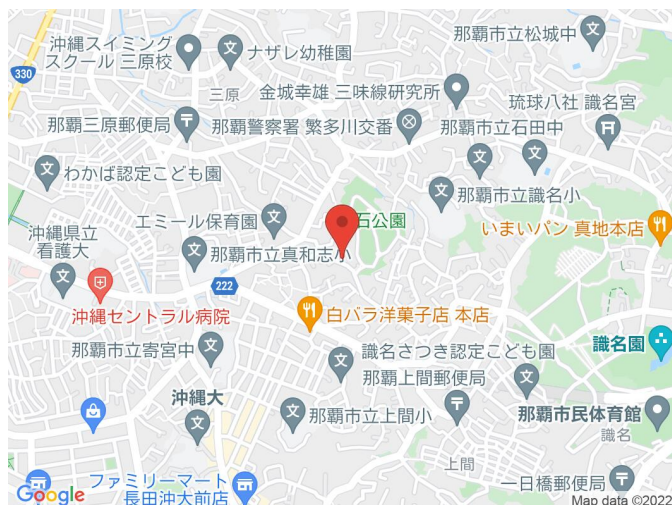 沖縄スイミング
スクール 三原校
ナザレ幼稚園
那覇市立松城中
330
三原
金城幸雄 三味線研究所
琉球八社 識名宮
那覇三原郵便局
那覇警察署 繁多川交番
那覇市立石田中
わかば認定こども園
那覇市立識名小
エミール保育園
石公園
いまいパン 真地本店
沖縄県立
看護大
那覇市立真和志小
222
沖縄セントラル病院
白バラ洋菓子店 本店
識名園
那覇市立寄宮中
識名さつき認定こども園
那覇上間郵便局
沖縄大
那覇市立上間小
那覇市民体育館
識名
上間
ファミリーマート
長田沖大前店
一日橋郵便局
Google
Map data ©2022